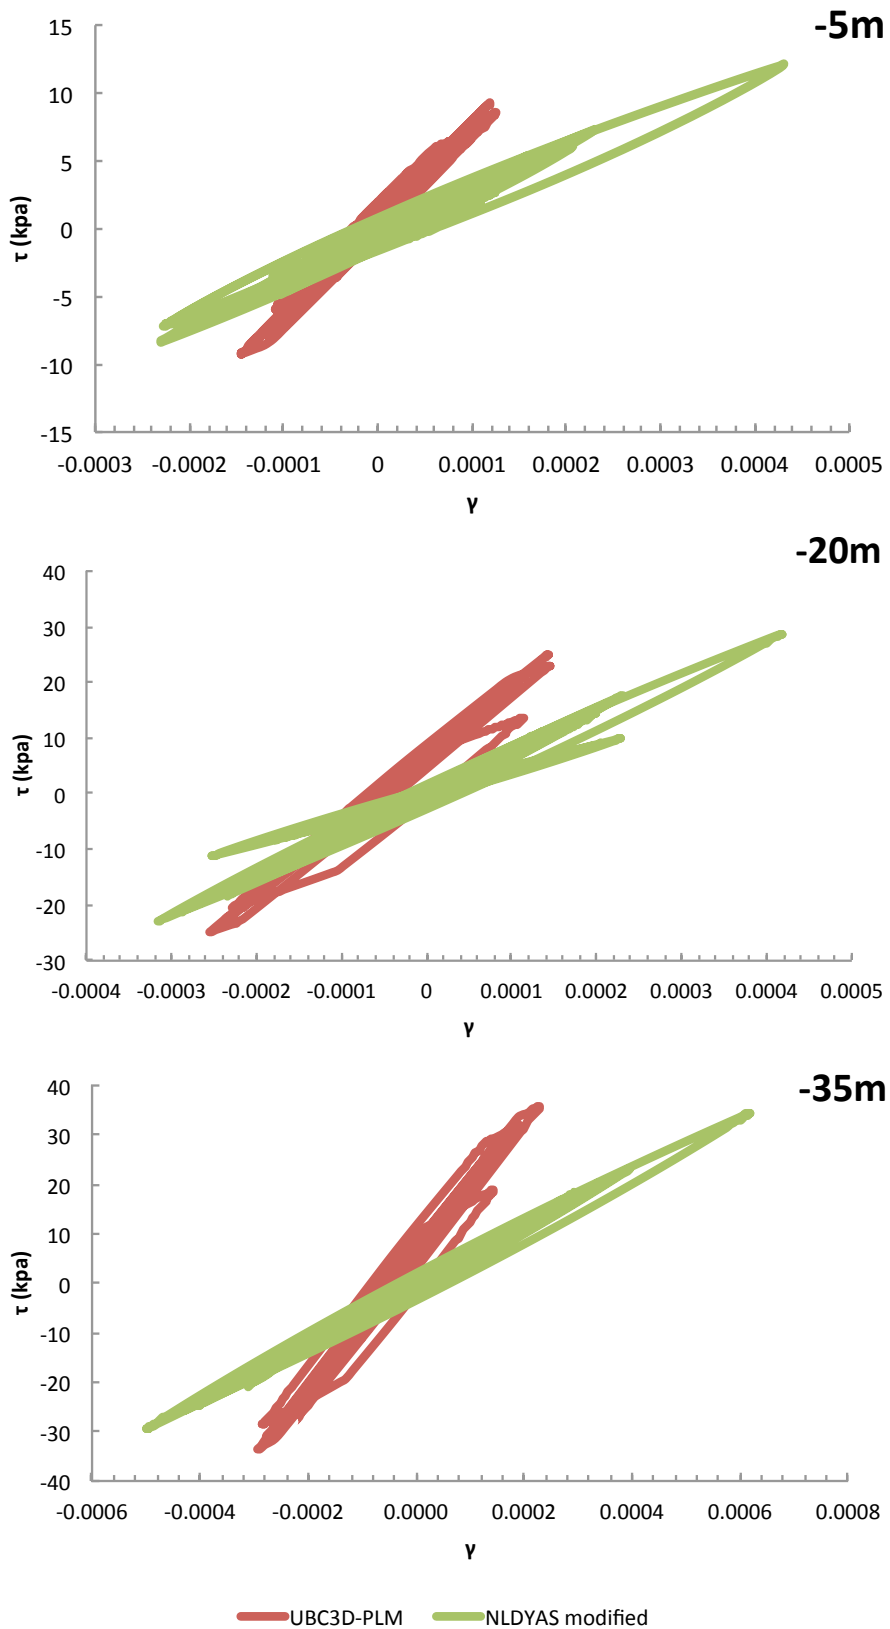 -5m
15
10
5
0
-5
-10
-15
τ (kpa)
-0.0003 -0.0002 -0.0001 0 0.0001 0.0002 0.0003 0.0004 0.0005
γ
-20m
40
30
20
10
0
-10
-20
-30
τ (kpa)
-0.0004 -0.0003 -0.0002 -0.0001 0 0.0001 0.0002 0.0003 0.0004 0.0005
γ
-35m
40
30
20
10
0
-10
-20
-30
-40
τ (kpa)
-0.0006 -0.0004 -0.0002 0.0000 0.0002 0.0004 0.0006 0.0008
γ
UBC3D-PLM NLDYAS modified